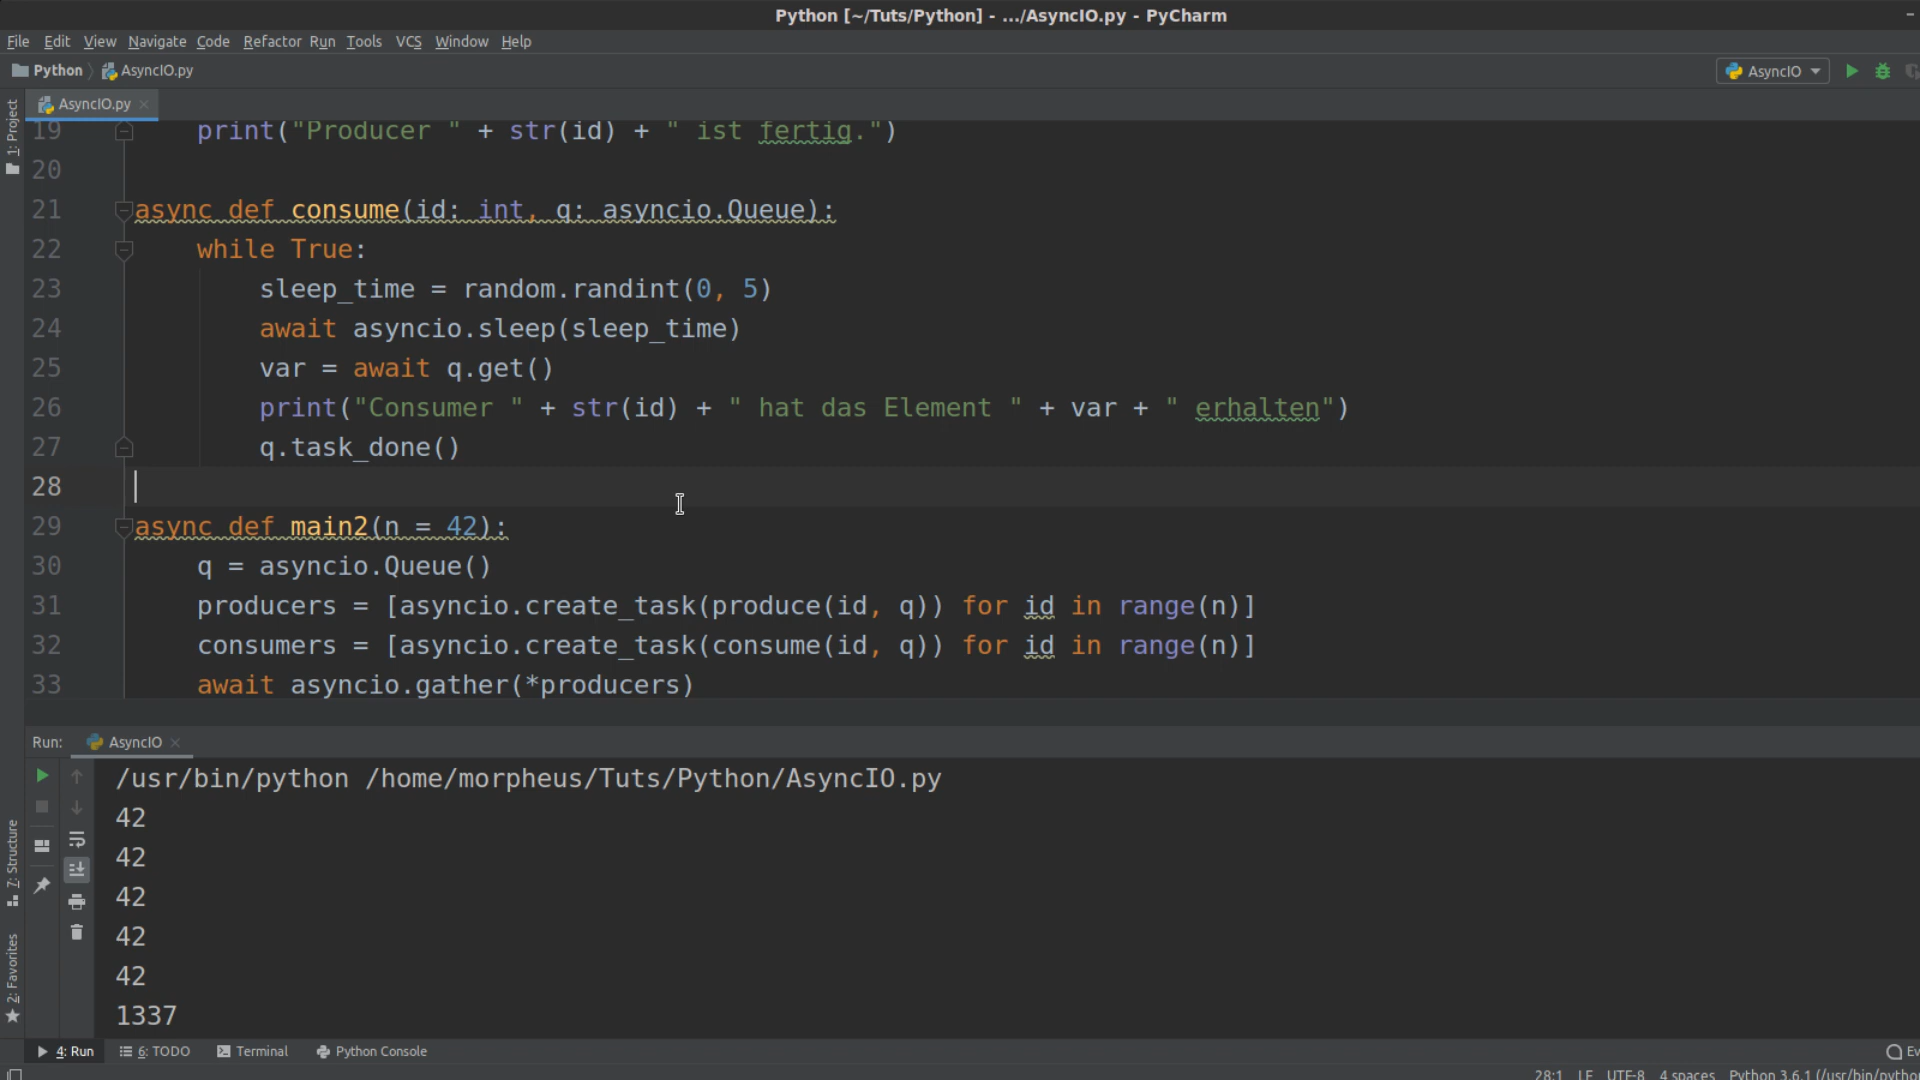 Python [~/Tuts/Python] - .../AsyncIO.py - PyCharm
File Edit View Navigate Code Refactor Run Tools VCS Window Help
Python AsyncIO.py
AsyncIO
AsyncIO.py
1: Project
19 print("Producer " + str(id) + " ist fertig.")
20
21 async def consume(id: int, q: asyncio.Queue):
22 while True:
23 sleep_time = random.randint(0, 5)
24 await asyncio.sleep(sleep_time)
25 var = await q.get()
26 print("Consumer " + str(id) + " hat das Element " + var + " erhalten")
27 q.task_done()
28
29 async def main2(n = 42):
30 q = asyncio.Queue()
31 producers = [asyncio.create_task(produce(id, q)) for id in range(n)]
32 consumers = [asyncio.create_task(consume(id, q)) for id in range(n)]
33 await asyncio.gather(*producers)
Run: AsyncIO
/usr/bin/python /home/morpheus/Tuts/Python/AsyncIO.py
42
42
42
42
42
1337
7: Structure
2: Favorites
4: Run 6: TODO Terminal Python Console Ev
28:1 LF UTF-8 4 spaces Python 3.6.1 (/usr/bin/python